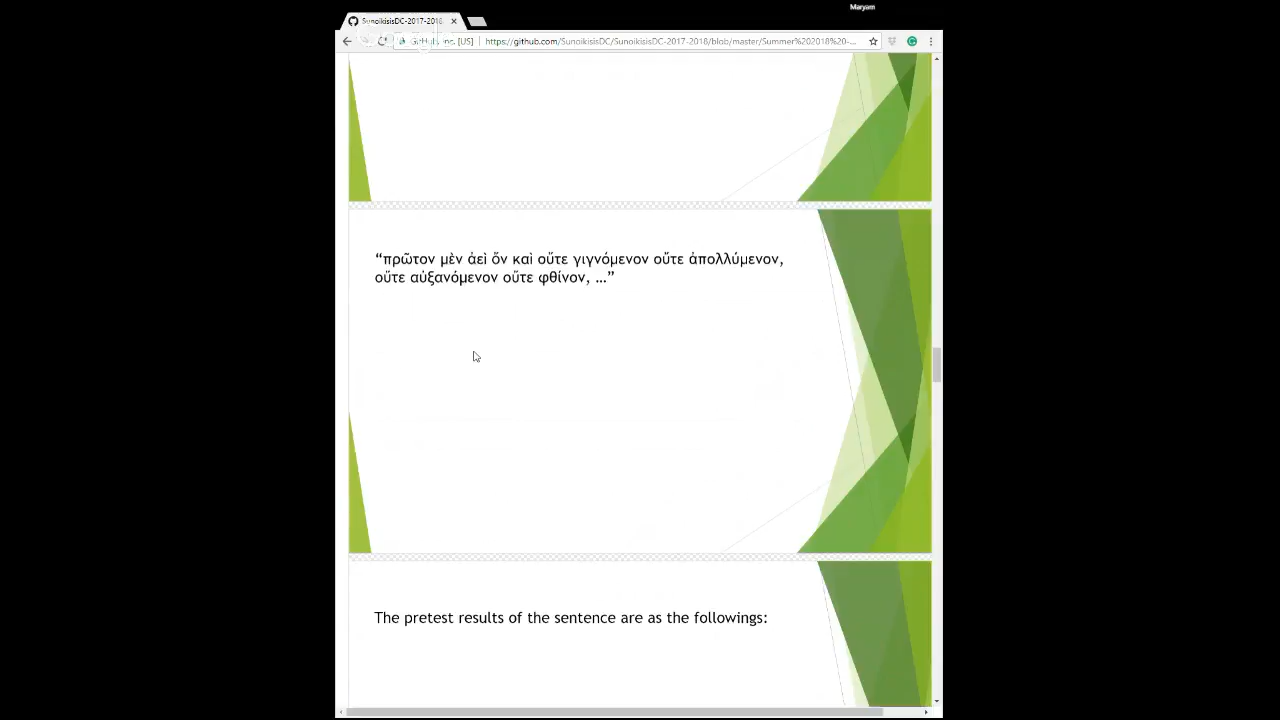 Maryam
SunoikisisDC-2017-2018
GitHub, Inc. [US]
https://github.com/SunoikisisDC/SunoikisisDC-2017-2018/blob/master/Summer%202018%20-...
“πρῶτον μὲν ἀεὶ ὄν καὶ οὔτε γιγνόμενον οὔτε ἀπολλύμενον,
οὔτε αὐξανόμενον οὔτε φθίνον, …”
The pretest results of the sentence are as the followings: